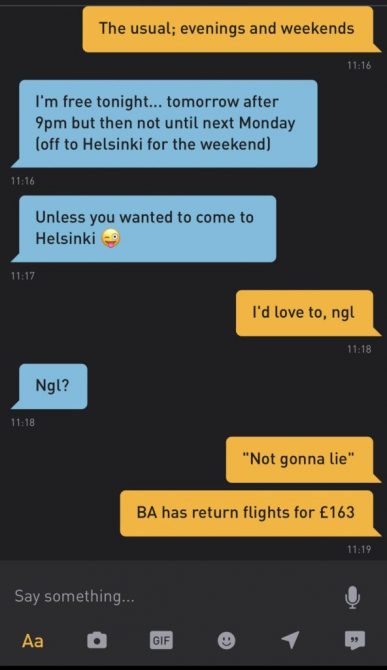 The usual; evenings and weekends
11:16
I'm free tonight... tomorrow after
9pm but then not until next Monday
(off to Helsinki for the weekend)
11:16
Unless you wanted to come to
Helsinki 😜
11:17
I'd love to, ngl
11:18
Ngl?
11:18
"Not gonna lie"
BA has return flights for £163
11:19
Say something...
Aa
GIF